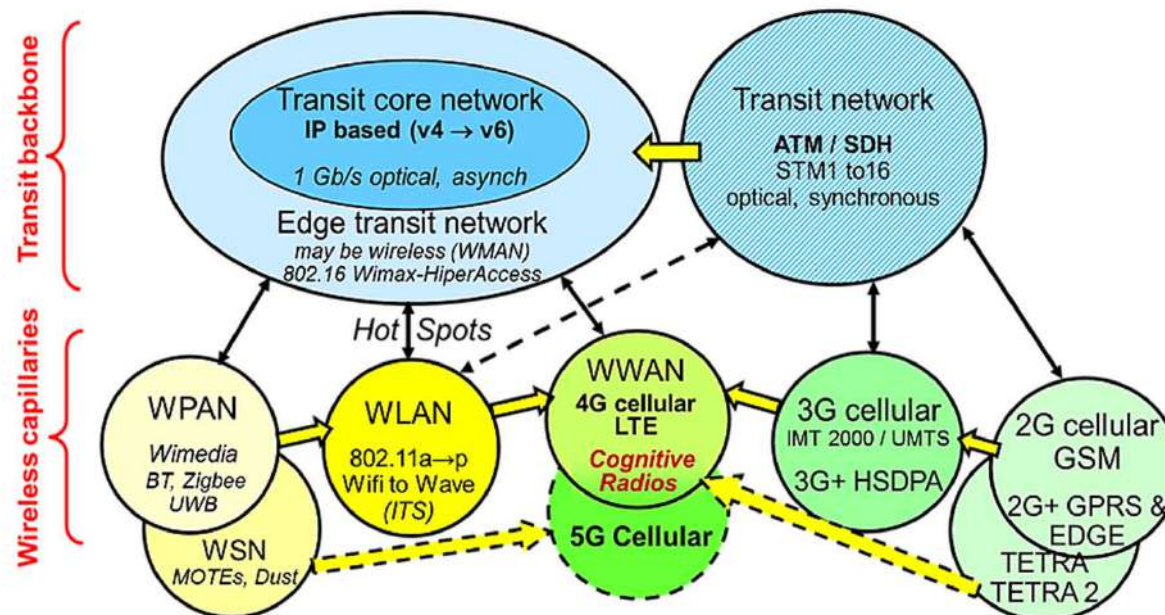 Transit backbone
Transit core network
IP based (v4 → v6)
1 Gb/s optical, asynch
Edge transit network
may be wireless (WMAN)
802.16 Wimax-HiperAccess
Transit network
ATM / SDH
STM1 to16
optical, synchronous
Wireless capillaries
Hot Spots
WPAN
Wimedia
BT, Zigbee
UWB
WSN
MOTEs, Dust
WLAN
802.11a→p
Wifi to Wave
(ITS)
WWAN
4G cellular
LTE
Cognitive
Radios
5G Cellular
3G cellular
IMT 2000 / UMTS
3G+ HSDPA
2G cellular
GSM
2G+ GPRS &
EDGE
TETRA
TETRA 2